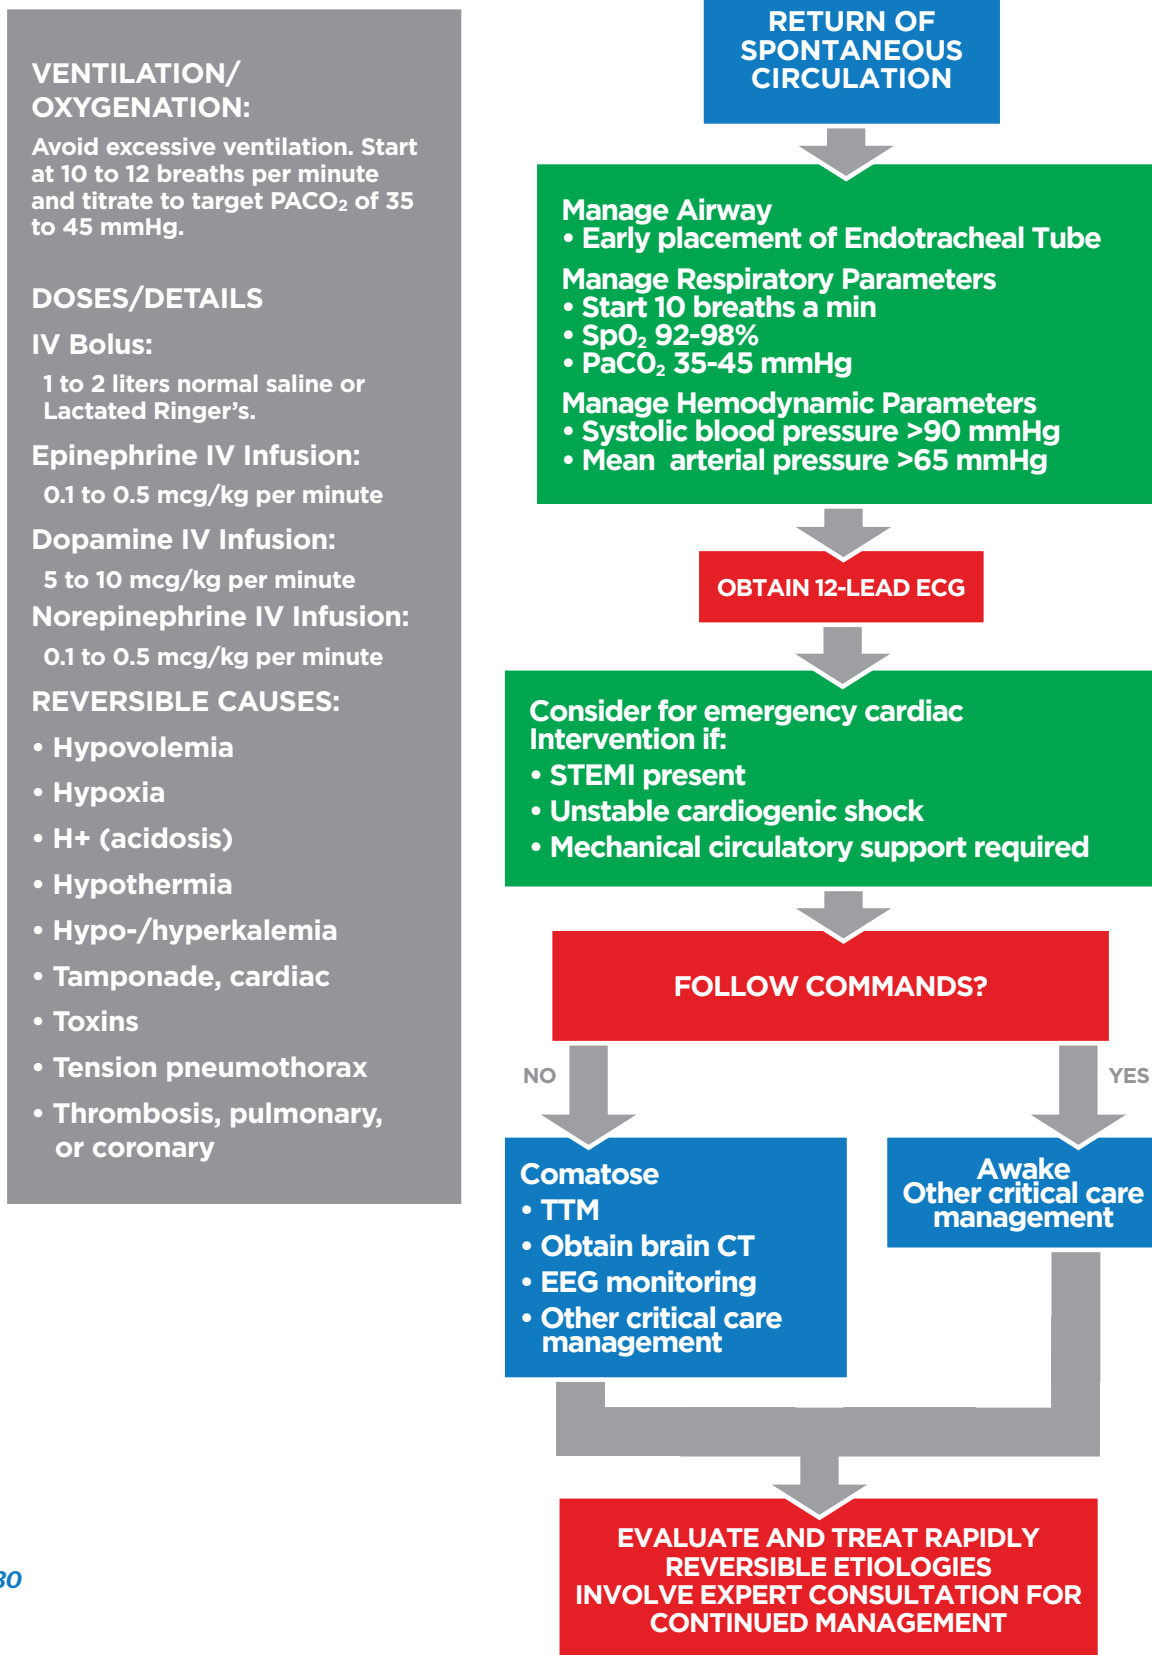 VENTILATION/
OXYGENATION:
Avoid excessive ventilation. Start
at 10 to 12 breaths per minute
and titrate to target PACO₂ of 35
to 45 mmHg.
DOSES/DETAILS
IV Bolus:
1 to 2 liters normal saline or
Lactated Ringer's.
Epinephrine IV Infusion:
0.1 to 0.5 mcg/kg per minute
Dopamine IV Infusion:
5 to 10 mcg/kg per minute
Norepinephrine IV Infusion:
0.1 to 0.5 mcg/kg per minute
REVERSIBLE CAUSES:
• Hypovolemia
• Hypoxia
• H+ (acidosis)
• Hypothermia
• Hypo-/hyperkalemia
• Tamponade, cardiac
• Toxins
• Tension pneumothorax
• Thrombosis, pulmonary,
or coronary
RETURN OF
SPONTANEOUS
CIRCULATION
Manage Airway
• Early placement of Endotracheal Tube
Manage Respiratory Parameters
• Start 10 breaths a min
• Sp0₂ 92-98%
• PaC0₂ 35-45 mmHg
Manage Hemodynamic Parameters
• Systolic blood pressure >90 mmHg
• Mean arterial pressure >65 mmHg
OBTAIN 12-LEAD ECG
Consider for emergency cardiac
Intervention if:
• STEMI present
• Unstable cardiogenic shock
• Mechanical circulatory support required
FOLLOW COMMANDS?
NO
YES
Comatose
• TTM
• Obtain brain CT
• EEG monitoring
• Other critical care
management
Awake
Other critical care
management
EVALUATE AND TREAT RAPIDLY
REVERSIBLE ETIOLOGIES
INVOLVE EXPERT CONSULTATION FOR
CONTINUED MANAGEMENT